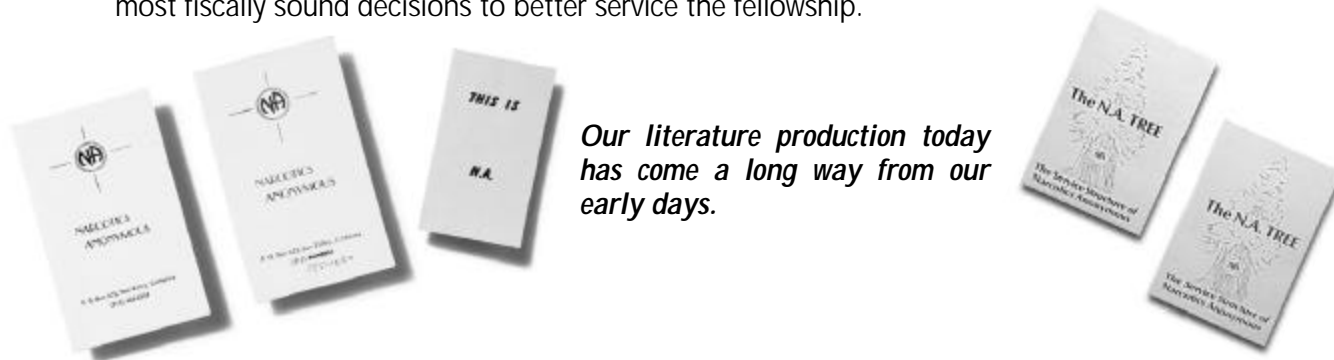 most fiscally sound decisions to better service the fellowship.
NA
NARCOTICS
ANONYMOUS
NA
NARCOTICS
ANONYMOUS
THIS IS
N.A.
Our literature production today
has come a long way from our
early days.
The N.A. TREE
The Service Structure of
Narcotics Anonymous
The N.A. TREE
The Service Structure of
Narcotics Anonymous